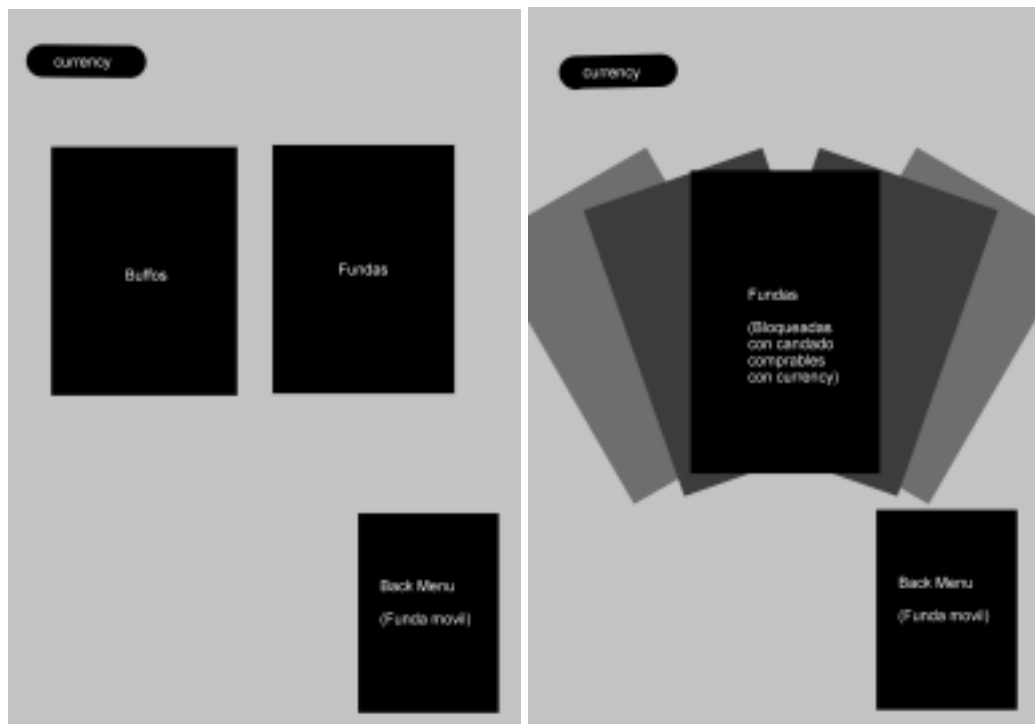 currency
Buffos
Fundas
Back Menu
(Funda movil)
currency
Fundas
(Bloqueadas
con candado
comprables
con currency)
Back Menu
(Funda movil)